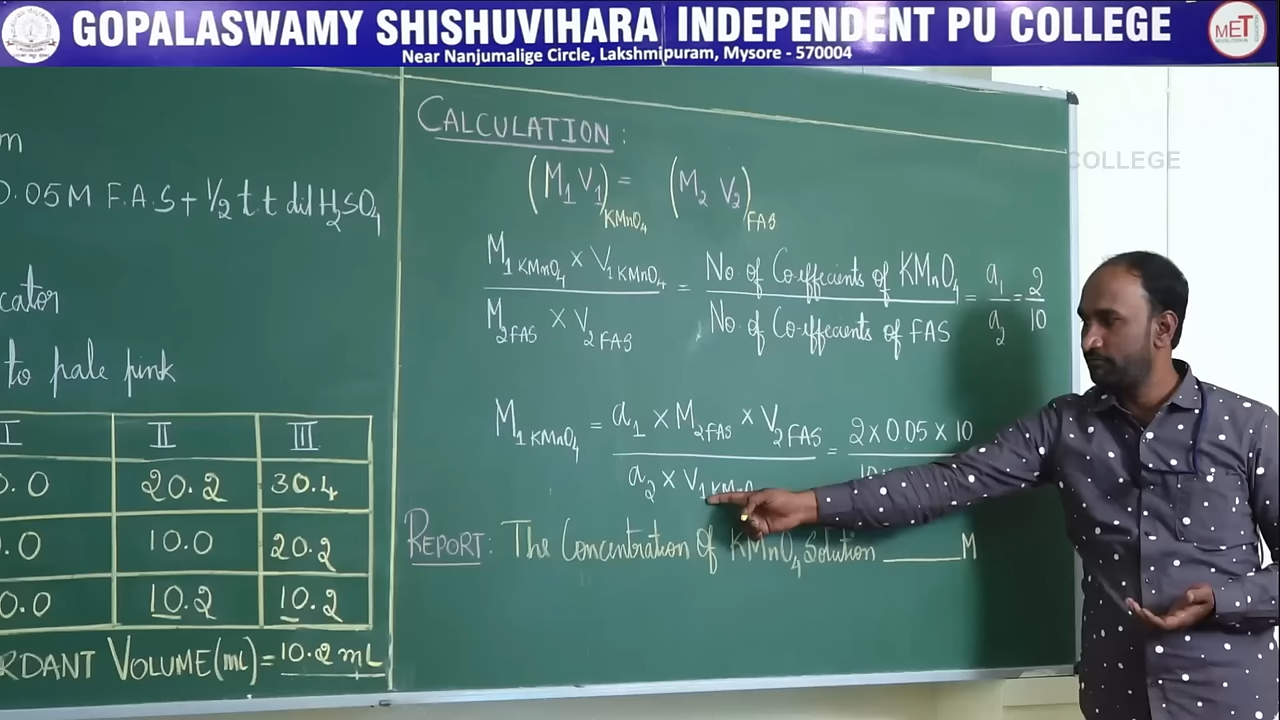 GOPALASWAMY SHISHUVIHARA INDEPENDENT PU COLLEGE
Near Nanjumalige Circle, Lakshmipuram, Mysore - 570004
MET
COLLEGE
m
0.05M F.A.S + 1/2 t.t dil H2SO4
cator
to pale pink
I II III
0.0 20.2 30.4
.0 10.0 20.2
0.0 10.2 10.2
RDANT VOLUME(mL) = 10.2 mL
CALCULATION:
(M1 V1)KMnO4 = (M2 V2)FAS
M1 KMnO4 × V1 KMnO4 / M2 FAS × V2 FAS = No. of Co-effecients of KMnO4 / No. of Co-effecients of FAS = a1 / a2 = 2 / 10
M1 KMnO4 = a1 × M2 FAS × V2 FAS / a2 × V1 KMnO = 2 × 0.05 × 10
REPORT: The Concentration Of KMnO4 Solution ______ M